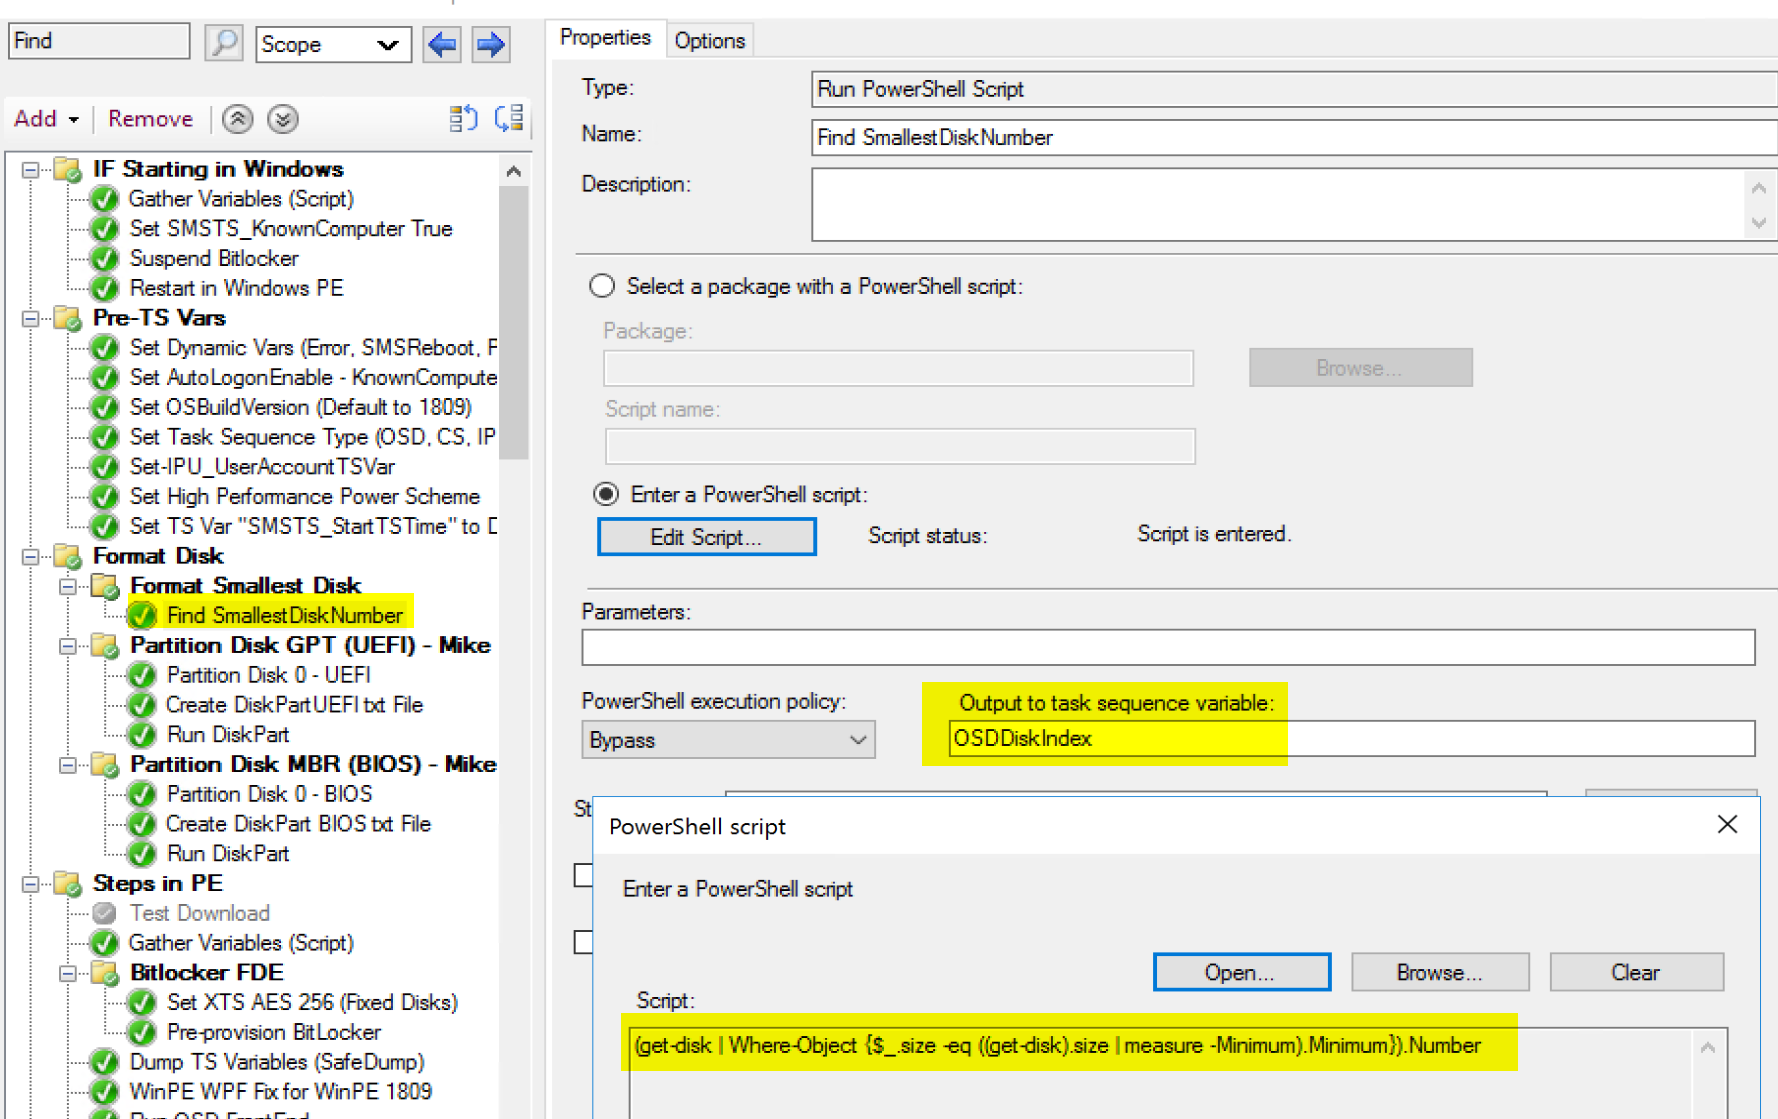 Find
Scope
Add
Remove
IF Starting in Windows
Gather Variables (Script)
Set SMSTS_KnownComputer True
Suspend Bitlocker
Restart in Windows PE
Pre-TS Vars
Set Dynamic Vars (Error, SMSReboot, F
Set AutoLogonEnable - KnownCompute
Set OSBuildVersion (Default to 1809)
Set Task Sequence Type (OSD, CS, IP
Set-IPU_UserAccountTSVar
Set High Performance Power Scheme
Set TS Var "SMSTS_StartTSTime" to D
Format Disk
Format Smallest Disk
Find SmallestDiskNumber
Partition Disk GPT (UEFI) - Mike
Partition Disk 0 - UEFI
Create DiskPartUEFI txt File
Run DiskPart
Partition Disk MBR (BIOS) - Mike
Partition Disk 0 - BIOS
Create DiskPart BIOS txt File
Run DiskPart
Steps in PE
Test Download
Gather Variables (Script)
Bitlocker FDE
Set XTS AES 256 (Fixed Disks)
Pre-provision BitLocker
Dump TS Variables (SafeDump)
WinPE WPF Fix for WinPE 1809
Run OSD FrontEnd
Properties
Options
Type:
Run PowerShell Script
Name:
Find SmallestDiskNumber
Description:
Select a package with a PowerShell script:
Package:
Browse...
Script name:
Enter a PowerShell script:
Edit Script...
Script status:
Script is entered.
Parameters:
PowerShell execution policy:
Output to task sequence variable:
Bypass
OSDDiskIndex
St
PowerShell script
Enter a PowerShell script
Open...
Browse...
Clear
Script:
(get-disk | Where-Object {$_.size -eq ((get-disk).size | measure -Minimum).Minimum}).Number